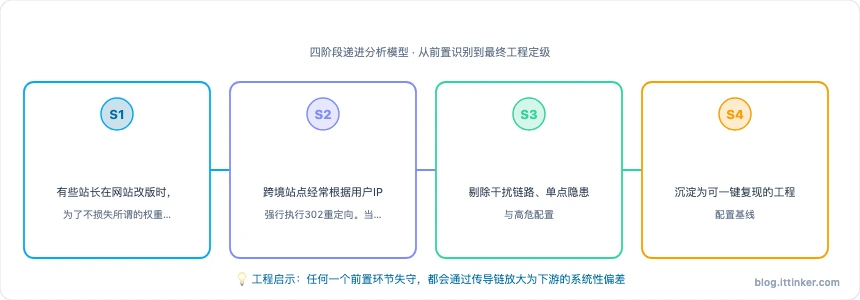 四阶段递进分析模型 · 从前置识别到最终工程定级
S1
有些站长在网站改版时，
为了不损失所谓的权重...
S2
跨境站点经常根据用户IP
强行执行302重定向。当...
S3
剔除干扰链路、单点隐患
与高危配置
S4
沉淀为可一键复现的工程
配置基线
💡 工程启示：任何一个前置环节失守，都会通过传导链放大为下游的系统性偏差
blog.ittinker.com